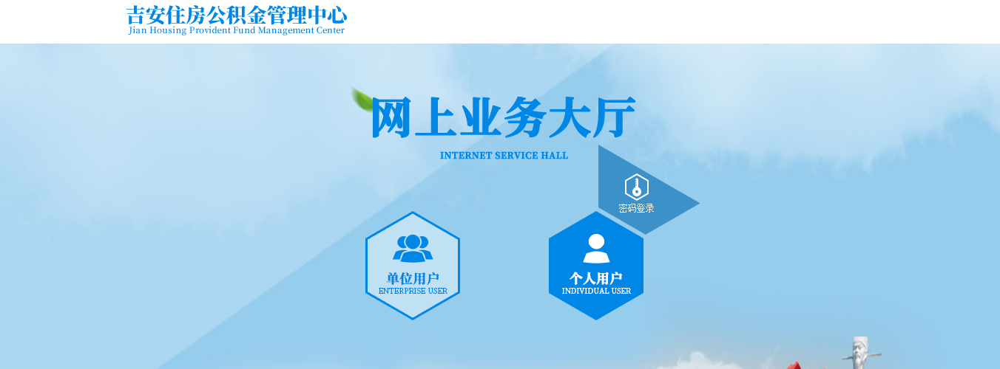 吉安住房公积金管理中心
Jian Housing Provident Fund Management Center
网上业务大厅
INTERNET SERVICE HALL
密码登录
单位用户
ENTERPRISE USER
个人用户
INDIVIDUAL USER